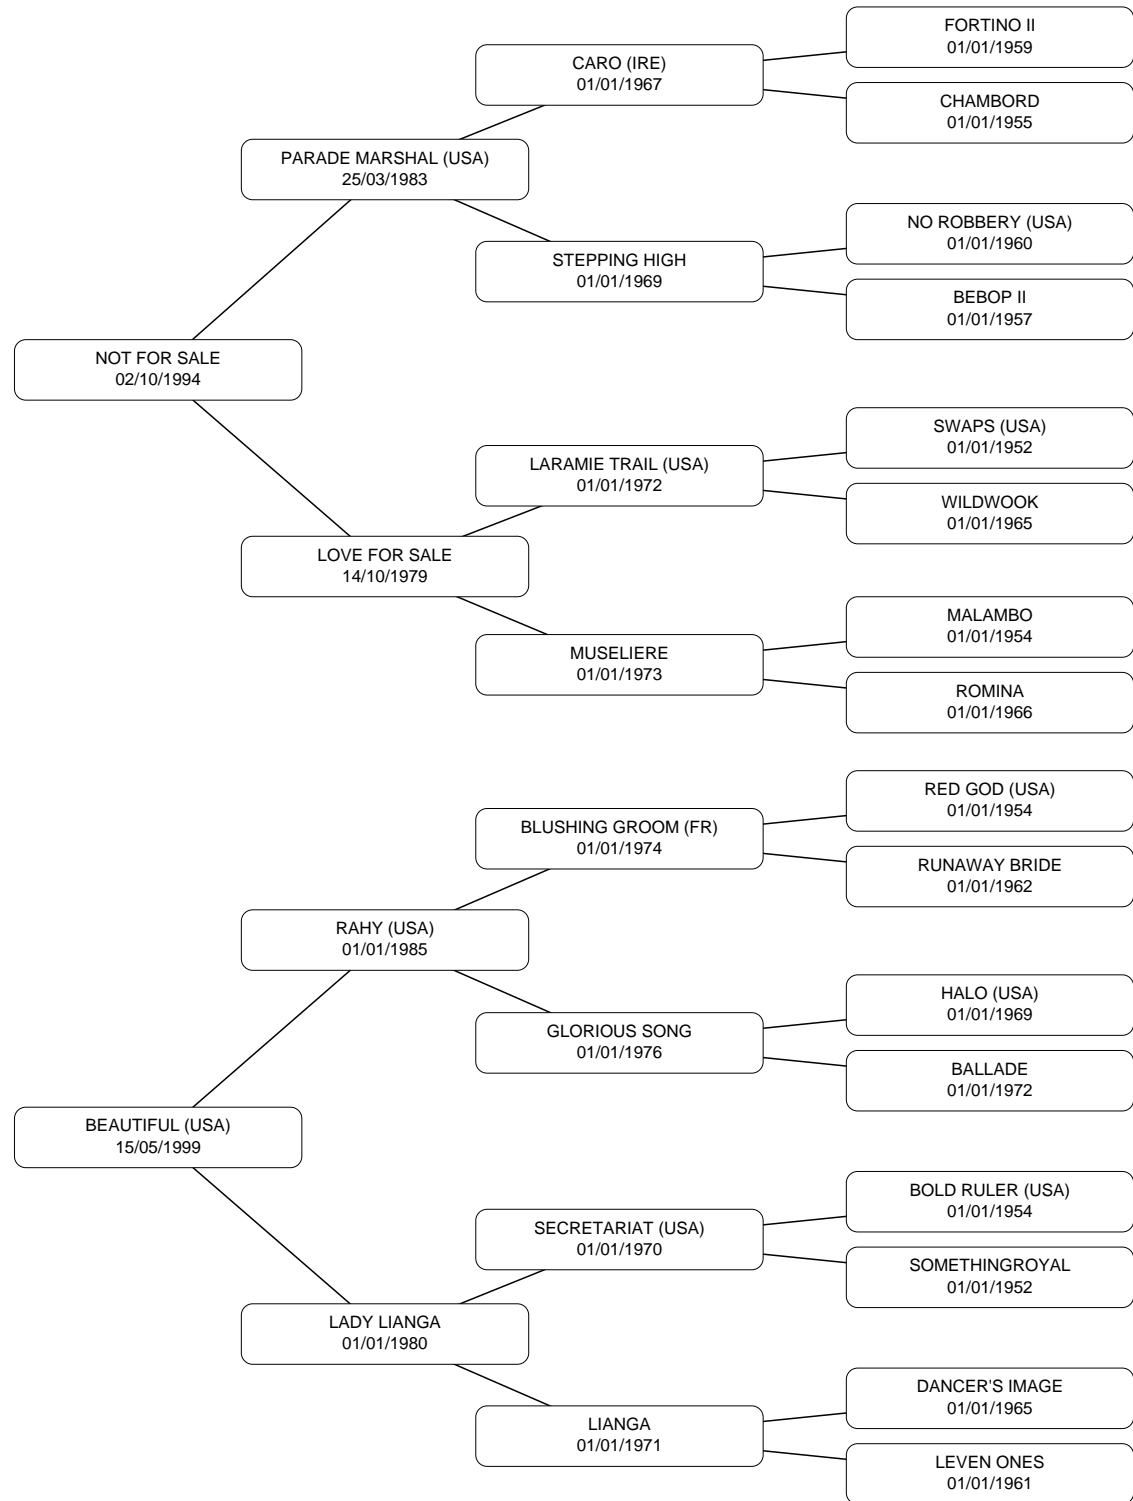 FORTINO II
01/01/1959
CARO (IRE)
01/01/1967
CHAMBORD
01/01/1955
PARADE MARSHAL (USA)
25/03/1983
NO ROBBERY (USA)
01/01/1960
STEPPING HIGH
01/01/1969
BEBOP II
01/01/1957
NOT FOR SALE
02/10/1994
SWAPS (USA)
01/01/1952
LARAMIE TRAIL (USA)
01/01/1972
WILDWOOK
01/01/1965
LOVE FOR SALE
14/10/1979
MALAMBO
01/01/1954
MUSELIERE
01/01/1973
ROMINA
01/01/1966
RED GOD (USA)
01/01/1954
BLUSHING GROOM (FR)
01/01/1974
RUNAWAY BRIDE
01/01/1962
RAHY (USA)
01/01/1985
HALO (USA)
01/01/1969
GLORIOUS SONG
01/01/1976
BALLADE
01/01/1972
BEAUTIFUL (USA)
15/05/1999
BOLD RULER (USA)
01/01/1954
SECRETARIAT (USA)
01/01/1970
SOMETHINGROYAL
01/01/1952
LADY LIANGA
01/01/1980
DANCER'S IMAGE
01/01/1965
LIANGA
01/01/1971
LEVEN ONES
01/01/1961